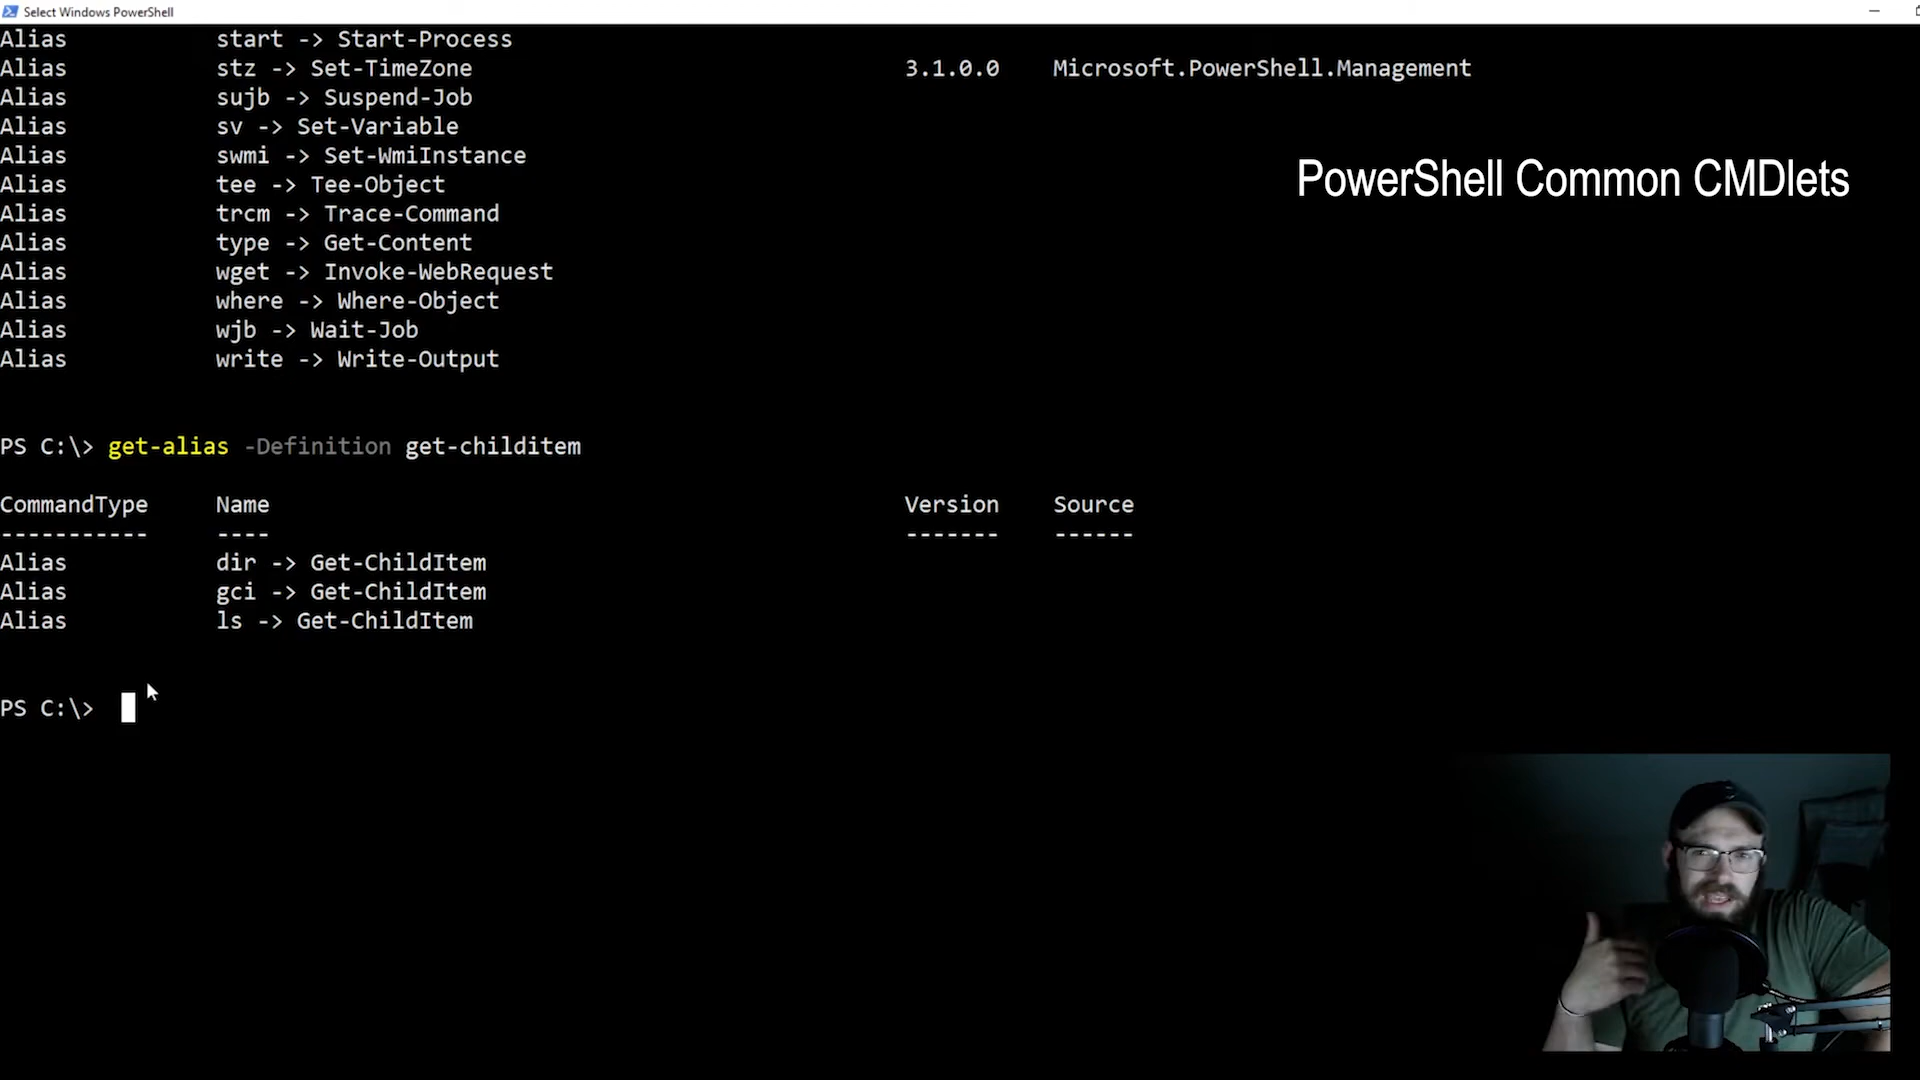 Select Windows PowerShell
Alias start -> Start-Process
Alias stz -> Set-TimeZone 3.1.0.0 Microsoft.PowerShell.Management
Alias sujb -> Suspend-Job
Alias sv -> Set-Variable
Alias swmi -> Set-WmiInstance
PowerShell Common CMDlets
Alias tee -> Tee-Object
Alias trcm -> Trace-Command
Alias type -> Get-Content
Alias wget -> Invoke-WebRequest
Alias where -> Where-Object
Alias wjb -> Wait-Job
Alias write -> Write-Output
PS C:\> get-alias -Definition get-childitem
CommandType Name Version Source
----------- ---- ------- ------
Alias dir -> Get-ChildItem
Alias gci -> Get-ChildItem
Alias ls -> Get-ChildItem
PS C:\>